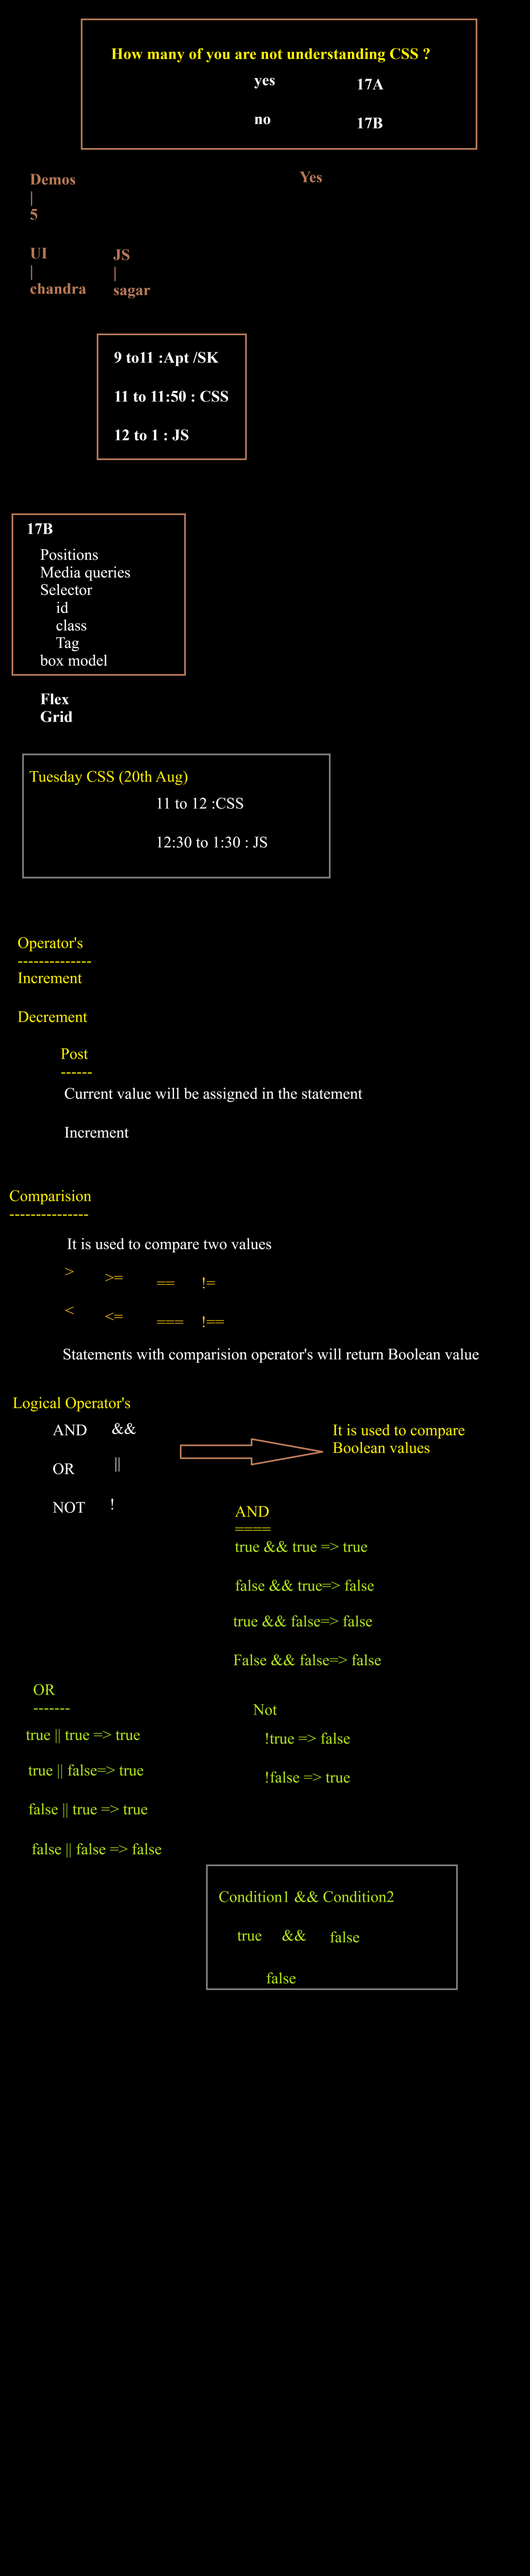 How many of you are not understanding CSS ?
yes 17A
no 17B
Demos Yes
|
5
UI JS
| |
chandra sagar
9 to11 :Apt /SK
11 to 11:50 : CSS
12 to 1 : JS
17B
Positions
Media queries
Selector
id
class
Tag
box model
Flex
Grid
Tuesday CSS (20th Aug)
11 to 12 :CSS
12:30 to 1:30 : JS
Operator's
--------------
Increment
Decrement
Post
------
Current value will be assigned in the statement
Increment
Comparision
---------------
It is used to compare two values
> >= == !=
< <= === !==
Statements with comparision operator's will return Boolean value
Logical Operator's
AND &&
OR ||
NOT !
It is used to compare
Boolean values
AND
====
true && true => true
false && true=> false
true && false=> false
False && false=> false
OR
-------
true || true => true
true || false=> true
false || true => true
false || false => false
Not
!true => false
!false => true
Condition1 && Condition2
true && false
false